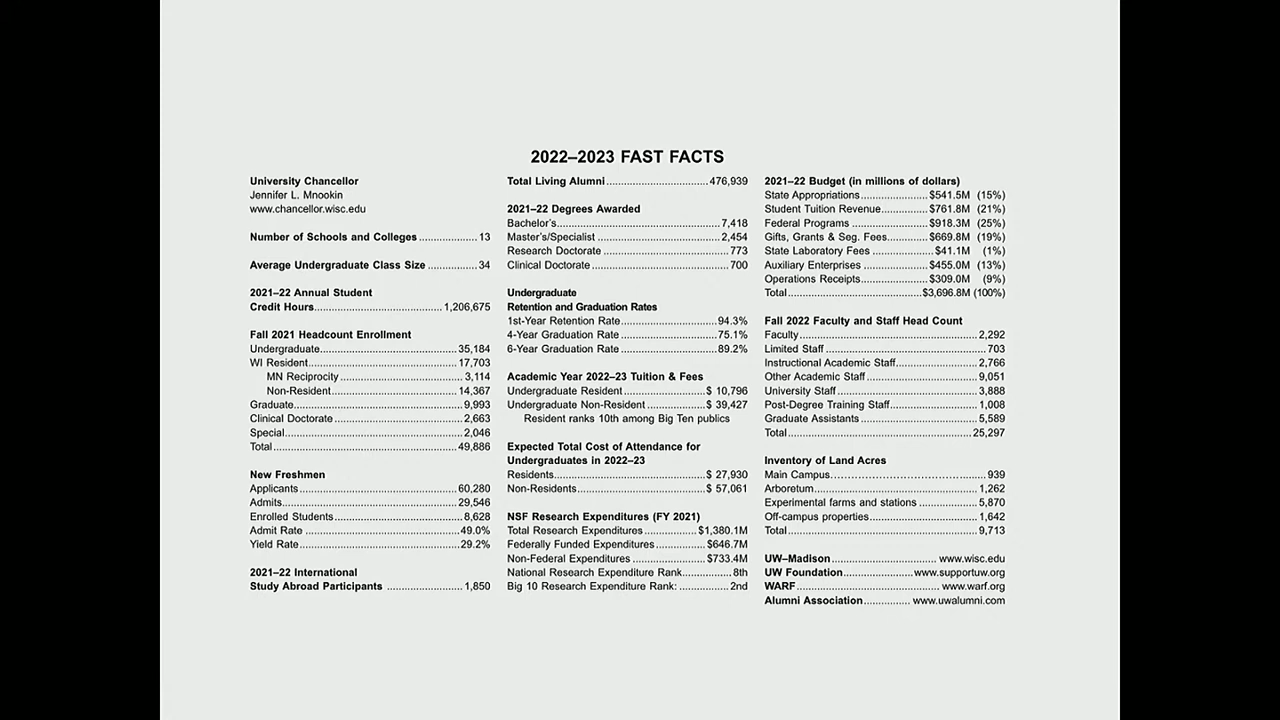 2022–2023 FAST FACTS
University Chancellor
Jennifer L. Mnookin
www.chancellor.wisc.edu
Number of Schools and Colleges .................... 13
Average Undergraduate Class Size ................. 34
2021–22 Annual Student
Credit Hours ............................................ 1,206,675
Fall 2021 Headcount Enrollment
Undergraduate ............................................... 35,184
WI Resident .................................................... 17,703
MN Reciprocity ........................................... 3,114
Non-Resident ............................................ 14,367
Graduate ......................................................... 9,993
Clinical Doctorate ............................................ 2,663
Special ............................................................. 2,046
Total ............................................................... 49,886
New Freshmen
Applicants ...................................................... 60,280
Admits ............................................................ 29,546
Enrolled Students ............................................ 8,628
Admit Rate ...................................................... 49.0%
Yield Rate ....................................................... 29.2%
2021–22 International
Study Abroad Participants .......................... 1,850
Total Living Alumni ................................... 476,939
2021–22 Degrees Awarded
Bachelor’s ........................................................ 7,418
Master’s/Specialist ........................................... 2,454
Research Doctorate ............................................ 773
Clinical Doctorate ............................................... 700
Undergraduate
Retention and Graduation Rates
1st-Year Retention Rate ................................. 94.3%
4-Year Graduation Rate .................................. 75.1%
6-Year Graduation Rate .................................. 89.2%
Academic Year 2022–23 Tuition & Fees
Undergraduate Resident ............................. $ 10,796
Undergraduate Non-Resident .................... $ 39,427
Resident ranks 10th among Big Ten publics
Expected Total Cost of Attendance for
Undergraduates in 2022–23
Residents .................................................... $ 27,930
Non-Residents ............................................ $ 57,061
NSF Research Expenditures (FY 2021)
Total Research Expenditures .................. $1,380.1M
Federally Funded Expenditures ................. $646.7M
Non-Federal Expenditures ......................... $733.4M
National Research Expenditure Rank ................. 8th
Big 10 Research Expenditure Rank: ................. 2nd
2021–22 Budget (in millions of dollars)
State Appropriations ....................... $541.5M (15%)
Student Tuition Revenue ................ $761.8M (21%)
Federal Programs ........................... $918.3M (25%)
Gifts, Grants & Seg. Fees .............. $669.8M (19%)
State Laboratory Fees ..................... $41.1M (1%)
Auxiliary Enterprises ...................... $455.0M (13%)
Operations Receipts ....................... $309.0M (9%)
Total ............................................. $3,696.8M (100%)
Fall 2022 Faculty and Staff Head Count
Faculty ............................................................. 2,292
Limited Staff ....................................................... 703
Instructional Academic Staff ............................ 2,766
Other Academic Staff ...................................... 9,051
University Staff ................................................ 3,888
Post-Degree Training Staff .............................. 1,008
Graduate Assistants ........................................ 5,589
Total ............................................................... 25,297
Inventory of Land Acres
Main Campus ..................................................... 939
Arboretum ........................................................ 1,262
Experimental farms and stations ..................... 5,870
Off-campus properties ..................................... 1,642
Total ................................................................. 9,713
UW–Madison ................................ www.wisc.edu
UW Foundation ....................... www.supportuw.org
WARF ........................................... www.warf.org
Alumni Association ............... www.uwalumni.com